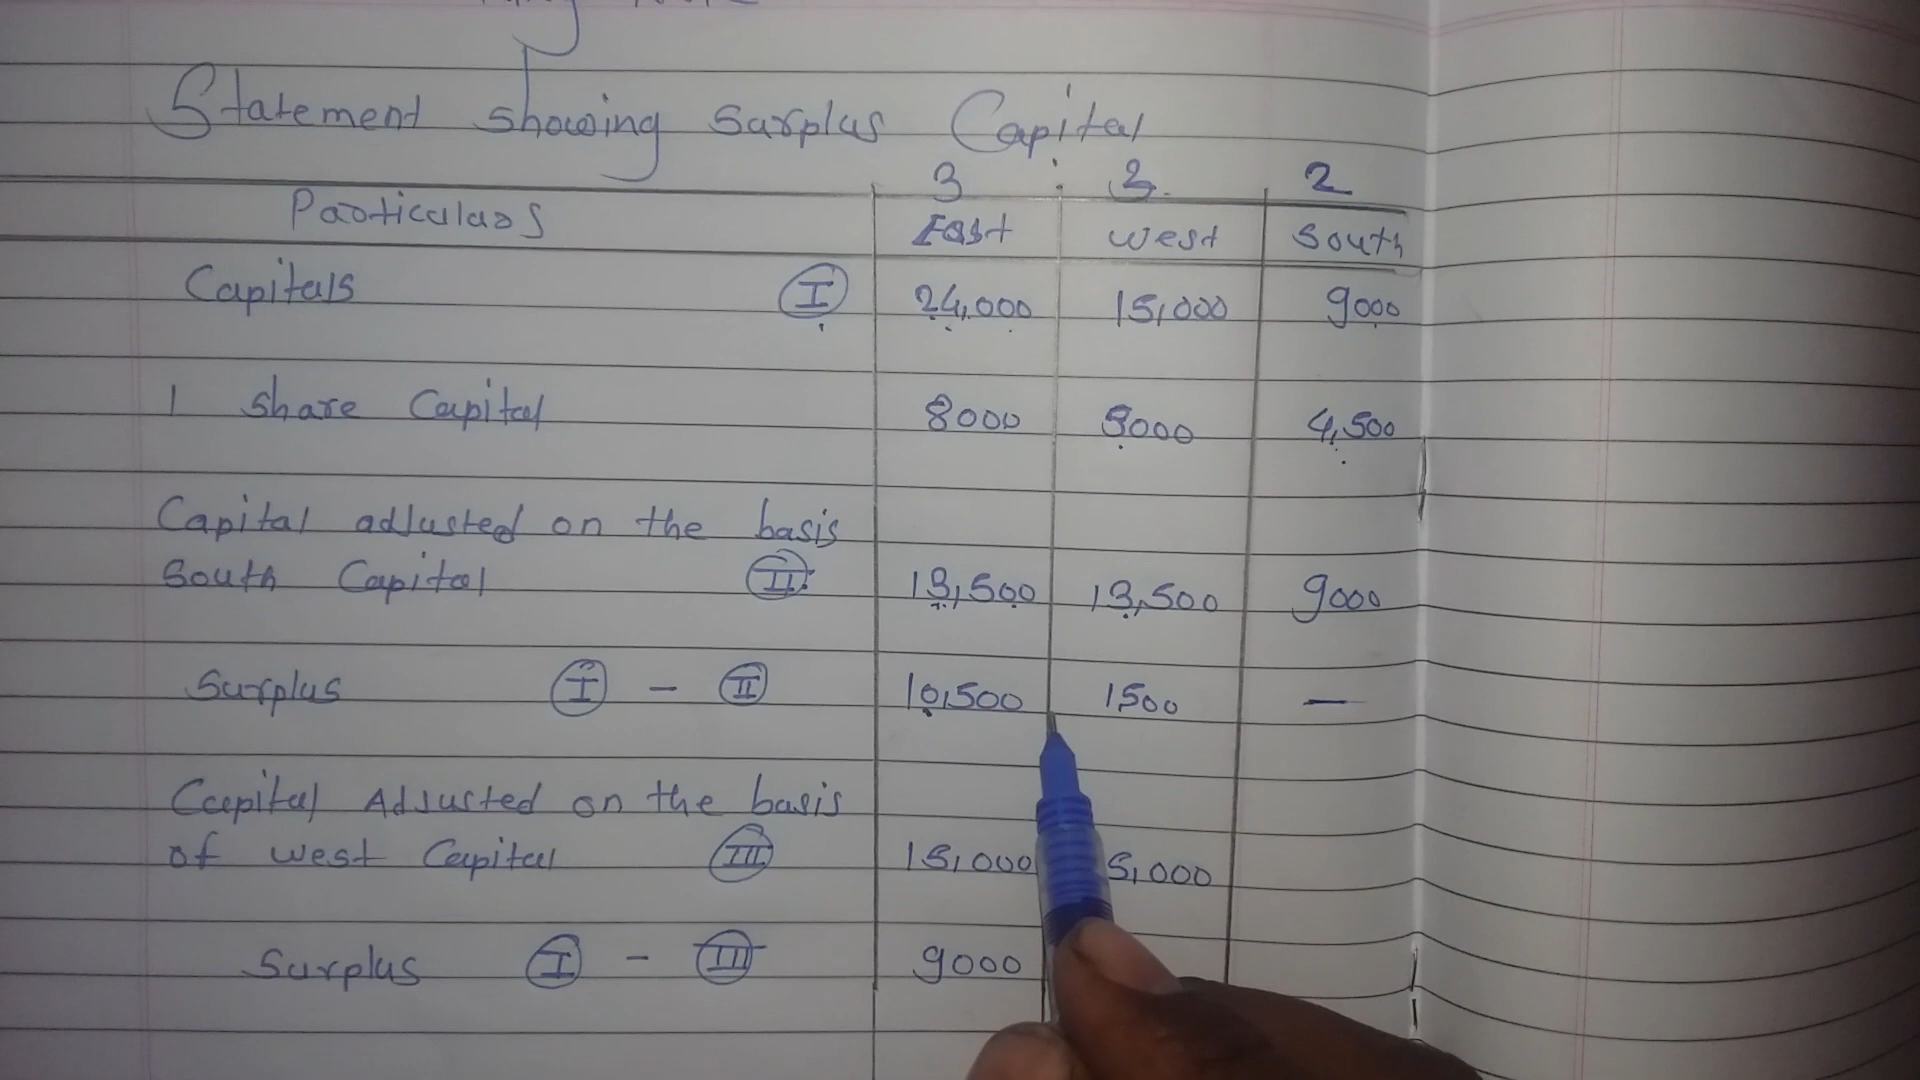 Statement showing Surplus Capital
3 : 3. 2
Particulars East West South
Capitals I 24,000 15,000 9000
1 Share Capital 8000 5000 4,500
Capital adjusted on the basis
South Capital II 13,500 13,500 9000
Surplus I - II 10,500 1500 —
Capital Adjusted on the basis
of west Capital III 15,000 5,000
Surplus I - III 9000